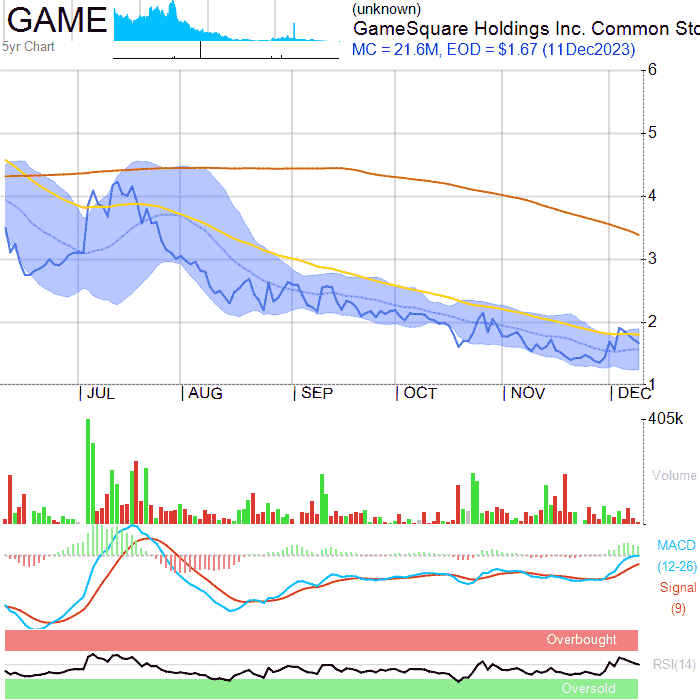 GAME
(unknown)
GameSquare Holdings Inc. Common Sto
5yr Chart
MC = 21.6M, EOD = $1.67 (11Dec2023)
6
5
4
3
2
1
JUL
AUG
SEP
OCT
NOV
DEC
405k
Volume
MACD
(12-26)
Signal
(9)
Overbought
RSI(14)
Oversold